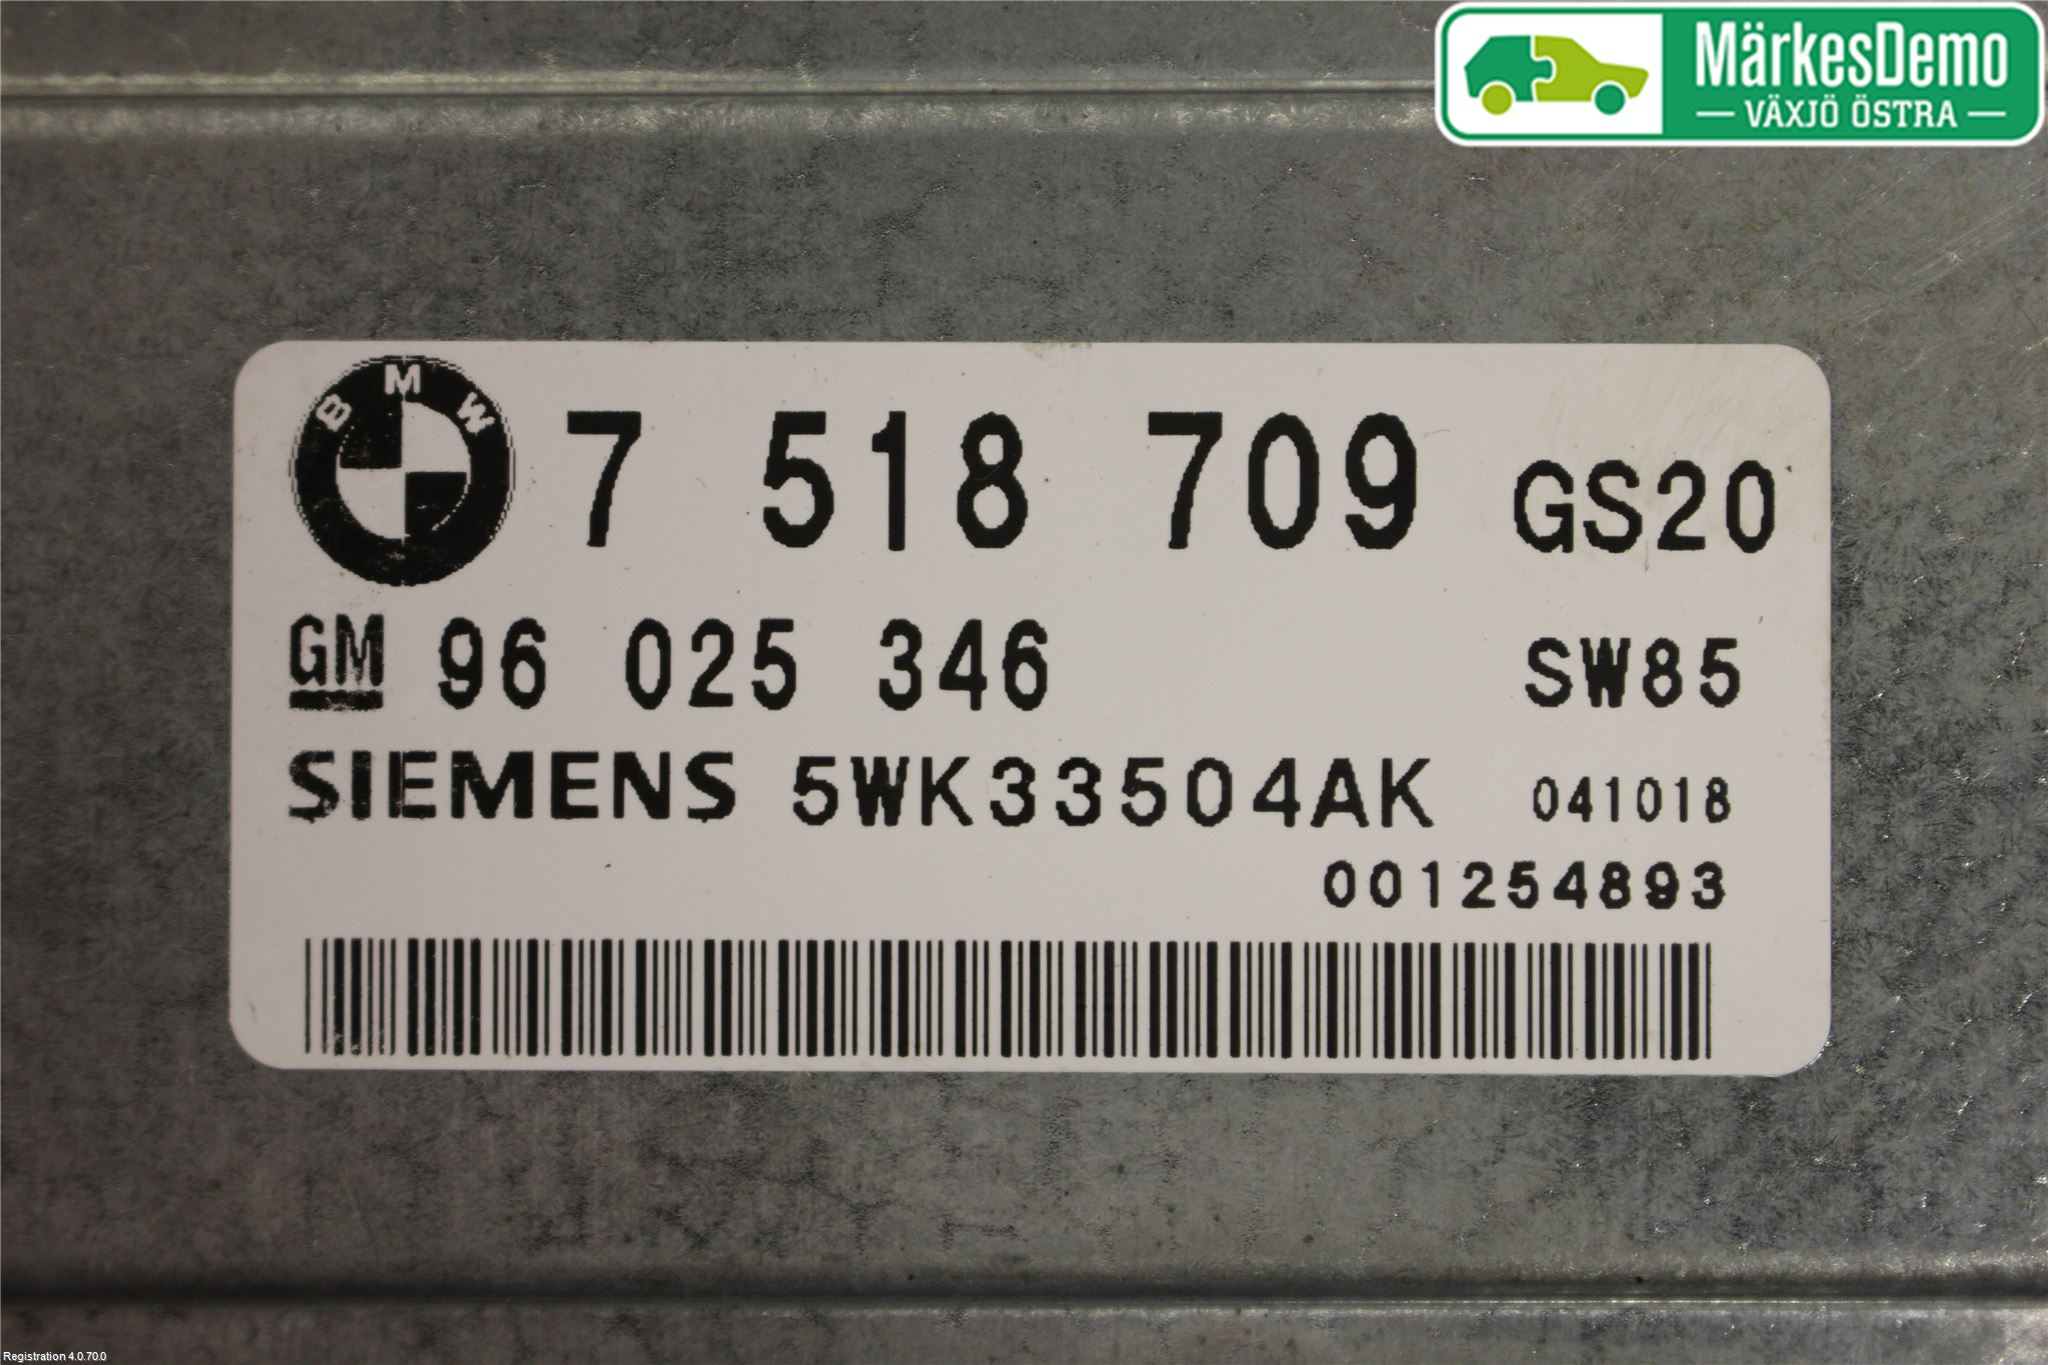 MärkesDemo
VÄXJÖ ÖSTRA
BMW 7 518 709 GS20
GM 96 025 346 SW85
SIEMENS 5WK33504AK 041018
001254893
Registration 4.0.70.0